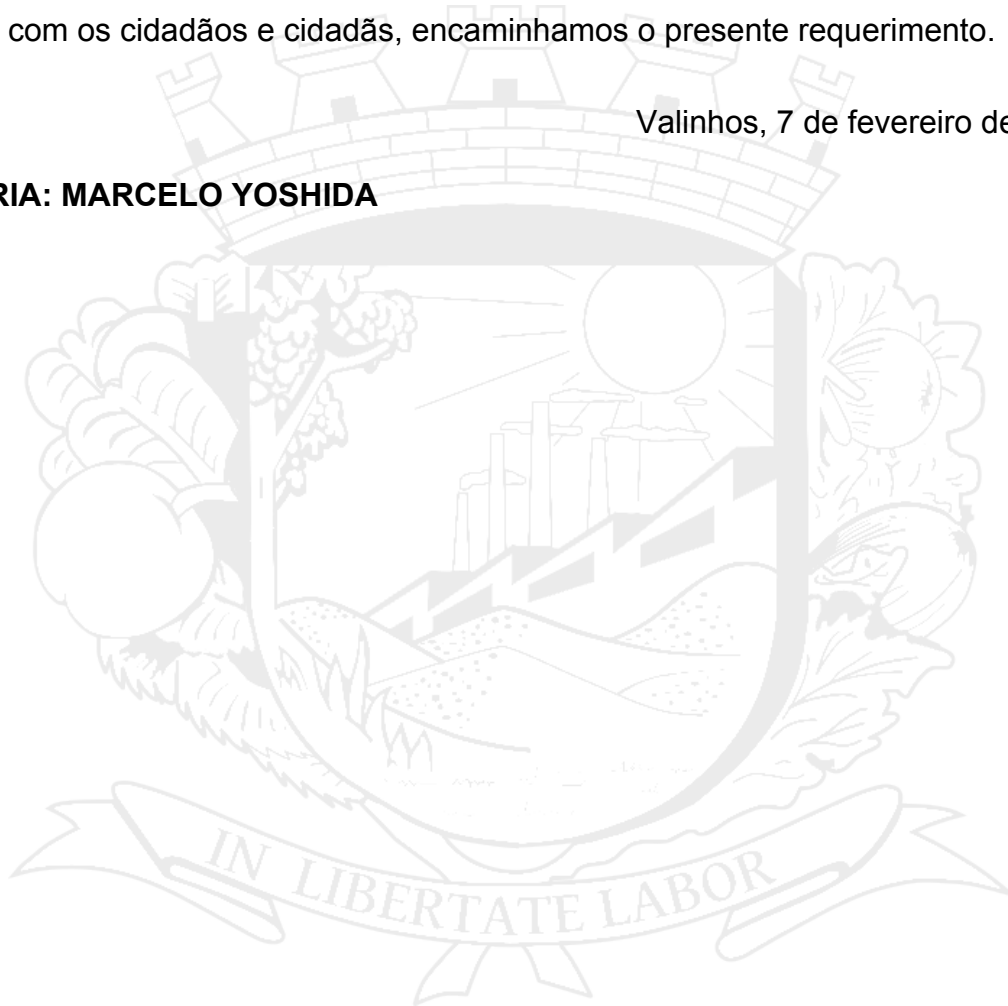 com os cidadãos e cidadãs, encaminhamos o presente requerimento.
Valinhos, 7 de fevereiro de
RIA: MARCELO YOSHIDA
IN LIBERTATE LABOR